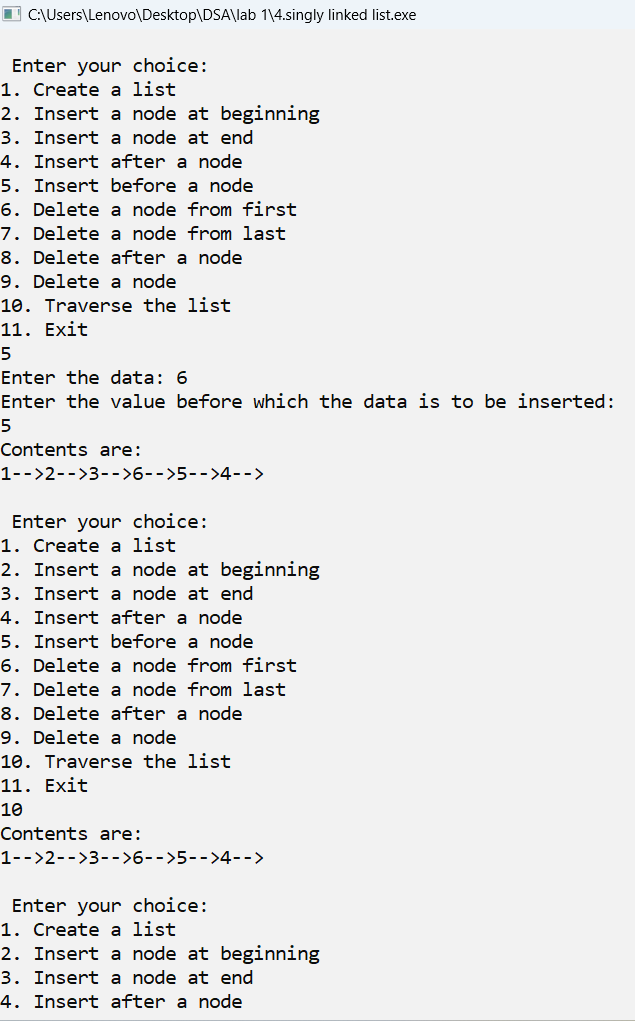 C:\Users\Lenovo\Desktop\DSA\lab 1\4.singly linked list.exe
Enter your choice:
1. Create a list
2. Insert a node at beginning
3. Insert a node at end
4. Insert after a node
5. Insert before a node
6. Delete a node from first
7. Delete a node from last
8. Delete after a node
9. Delete a node
10. Traverse the list
11. Exit
5
Enter the data: 6
Enter the value before which the data is to be inserted:
5
Contents are:
1-->2-->3-->6-->5-->4-->
Enter your choice:
1. Create a list
2. Insert a node at beginning
3. Insert a node at end
4. Insert after a node
5. Insert before a node
6. Delete a node from first
7. Delete a node from last
8. Delete after a node
9. Delete a node
10. Traverse the list
11. Exit
10
Contents are:
1-->2-->3-->6-->5-->4-->
Enter your choice:
1. Create a list
2. Insert a node at beginning
3. Insert a node at end
4. Insert after a node